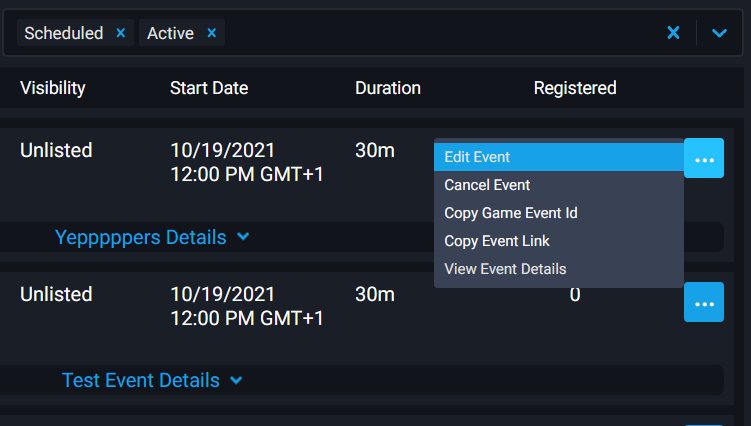 Scheduled × Active ×
Visibility Start Date Duration Registered
Unlisted 10/19/2021 30m
12:00 PM GMT+1
Edit Event
Cancel Event
Copy Game Event Id
Copy Event Link
View Event Details
Yepppppers Details
Unlisted 10/19/2021 30m 0
12:00 PM GMT+1
Test Event Details